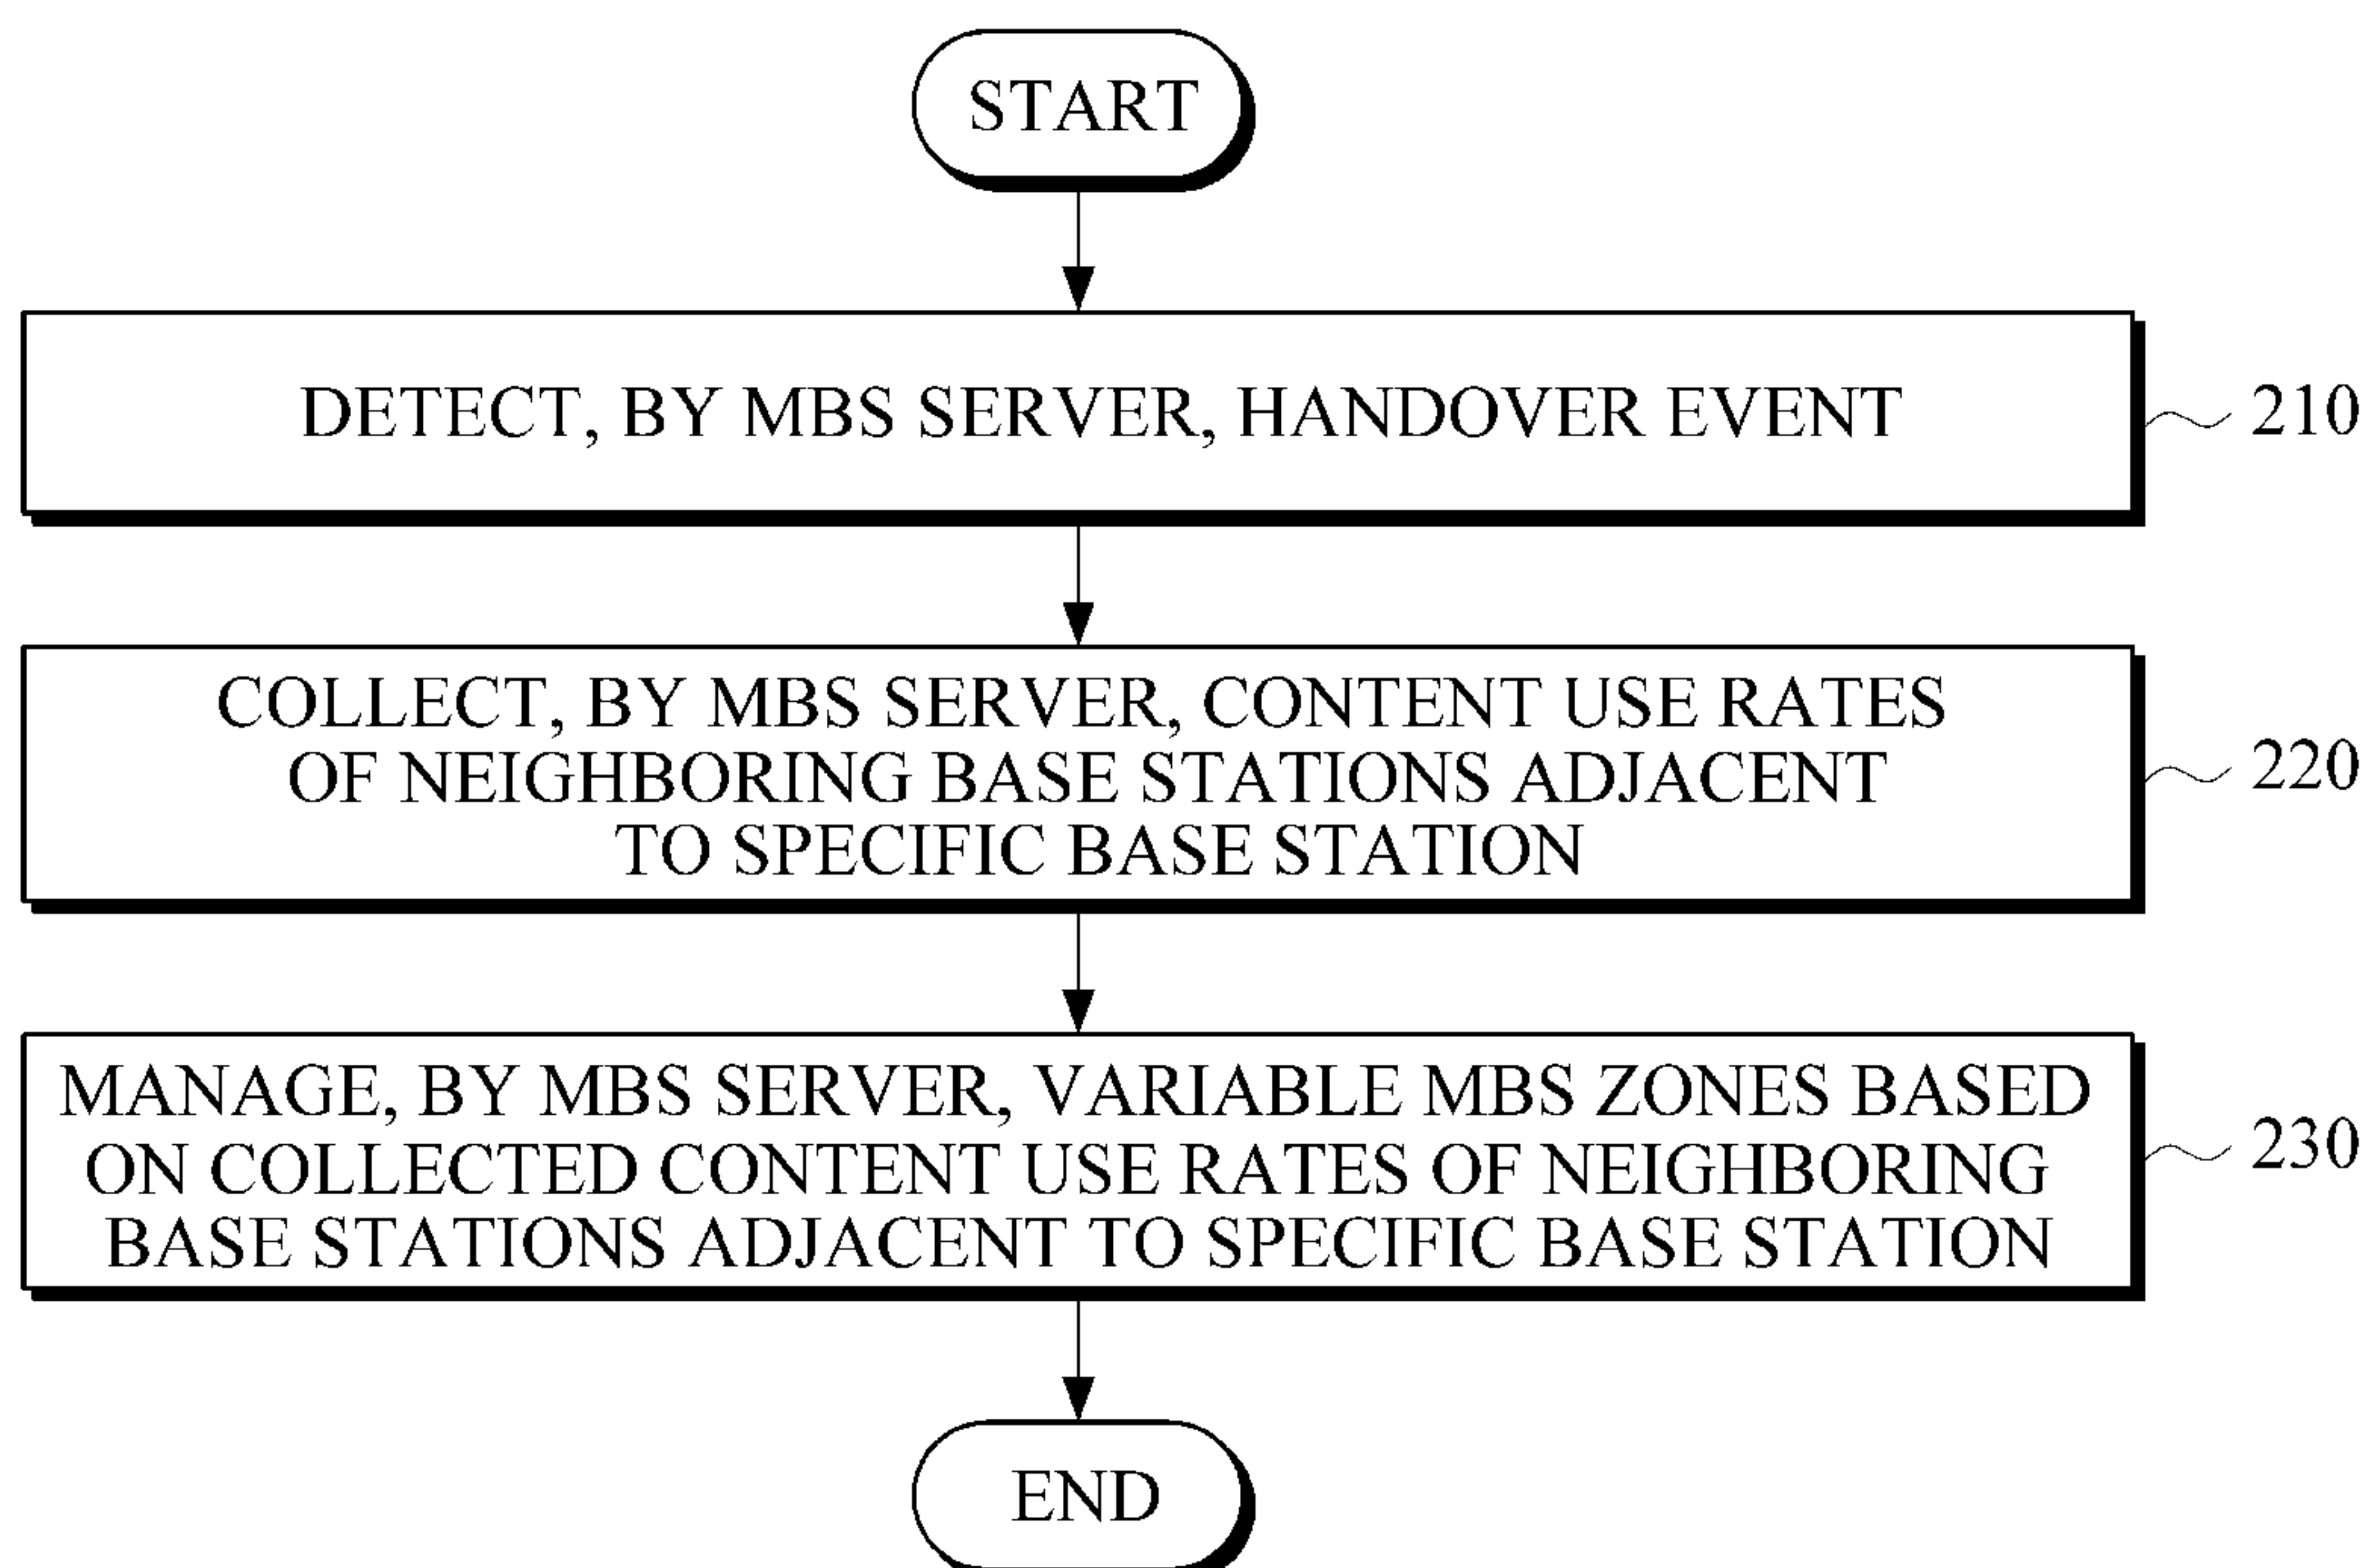 START
DETECT, BY MBS SERVER, HANDOVER EVENT
210
COLLECT, BY MBS SERVER, CONTENT USE RATES
OF NEIGHBORING BASE STATIONS ADJACENT
TO SPECIFIC BASE STATION
220
MANAGE, BY MBS SERVER, VARIABLE MBS ZONES BASED
ON COLLECTED CONTENT USE RATES OF NEIGHBORING
BASE STATIONS ADJACENT TO SPECIFIC BASE STATION
230
END